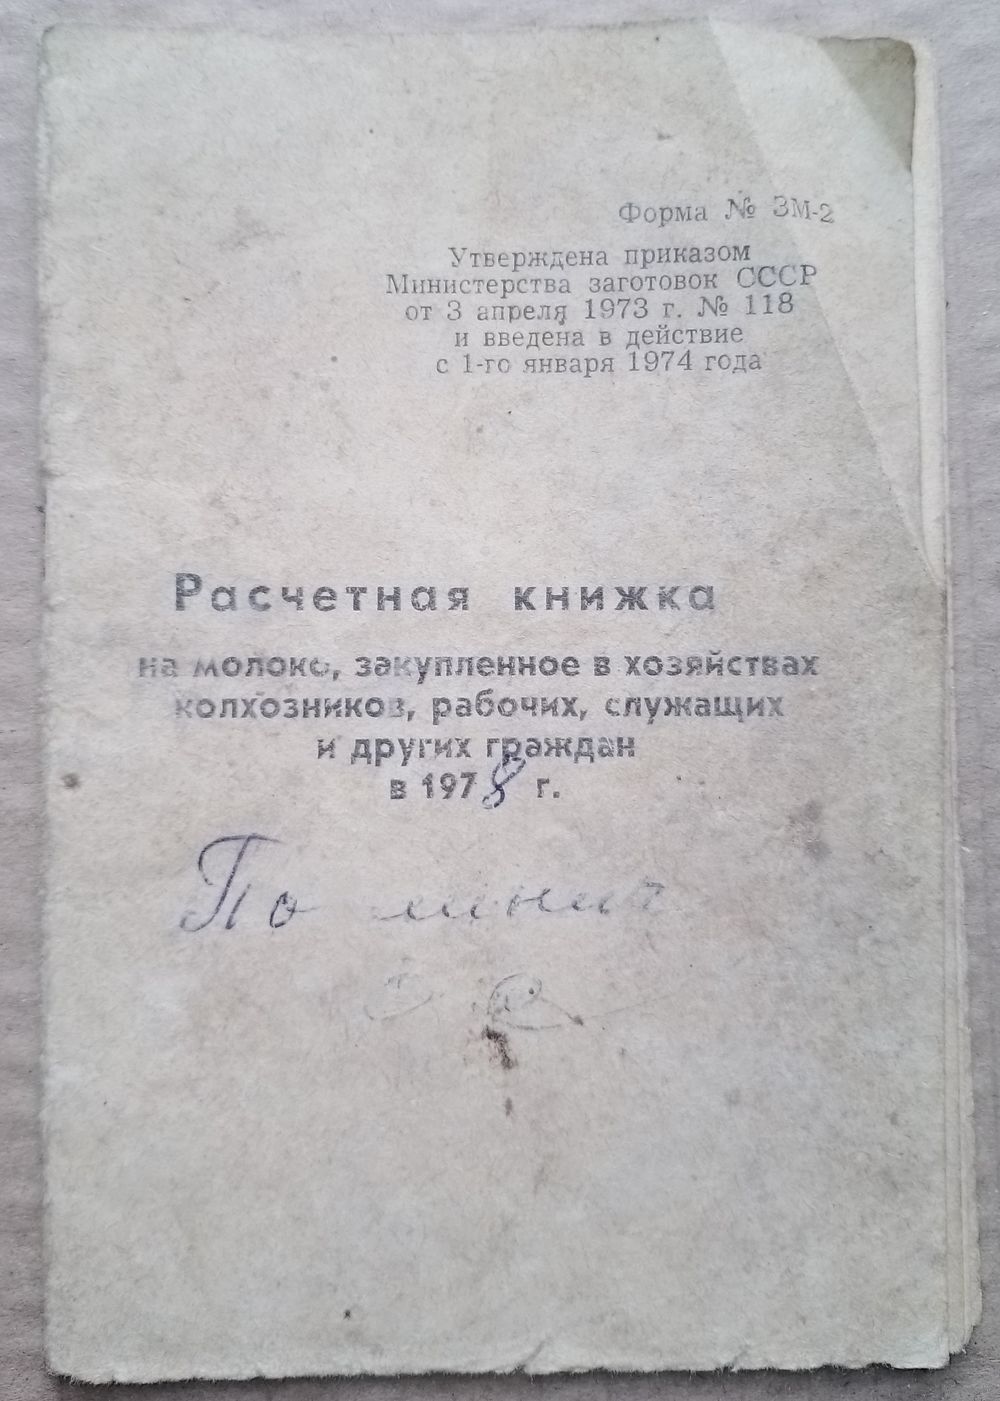 Форма № ЗМ-2
Утверждена приказом
Министерства заготовок СССР
от 3 апреля 1973 г. № 118
и введена в действие
с 1-го января 1974 года
Расчетная книжка
на молоко, закупленное в хозяйствах
колхозников, рабочих, служащих
и других граждан
в 1978 г.
По